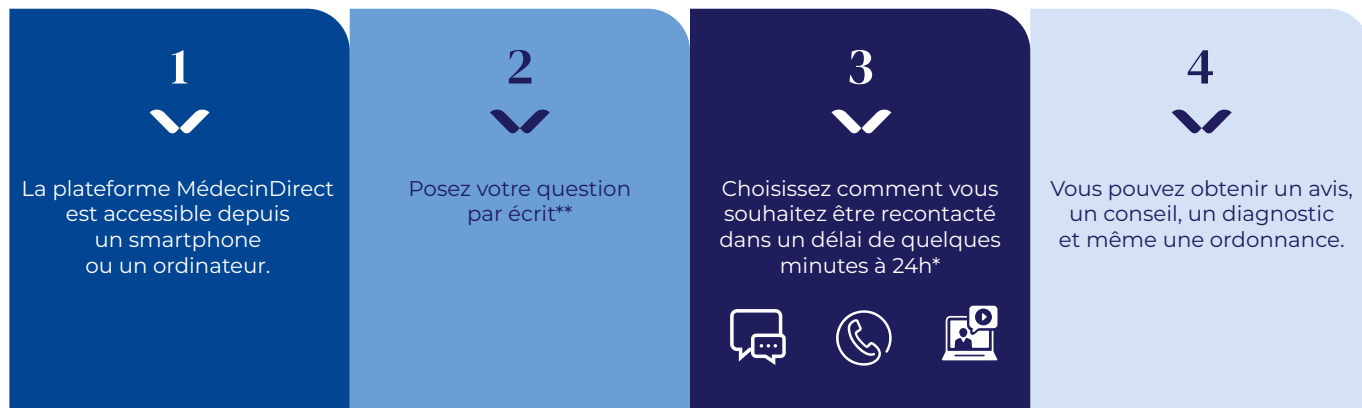 1
La plateforme MédecinDirect
est accessible depuis
un smartphone
ou un ordinateur.
2
Posez votre question
par écrit**
3
Choisissez comment vous
souhaitez être recontacté
dans un délai de quelques
minutes à 24h*
4
Vous pouvez obtenir un avis,
un conseil, un diagnostic
et même une ordonnance.